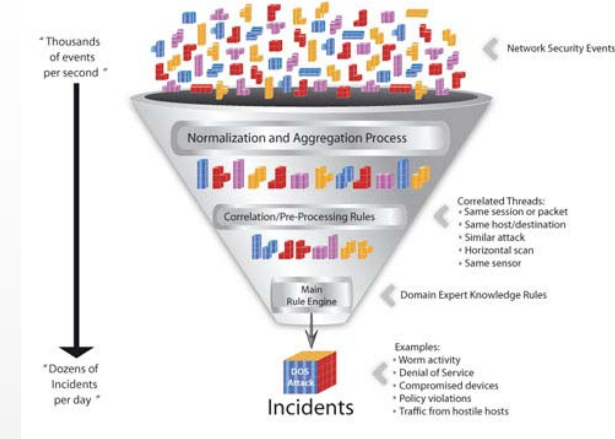 "Thousands
of events
per second "
Network Security Events
Normalization and Aggregation Process
Correlation/Pre-Processing Rules
Correlated Threads:
• Same session or packet
• Same host/destination
• Similar attack
• Horizontal scan
• Same sensor
Main
Rule Engine
Domain Expert Knowledge Rules
"Dozens of
Incidents
per day "
DOS
Attack
Incidents
Examples:
• Worm activity
• Denial of Service
• Compromised devices
• Policy violations
• Traffic from hostile hosts